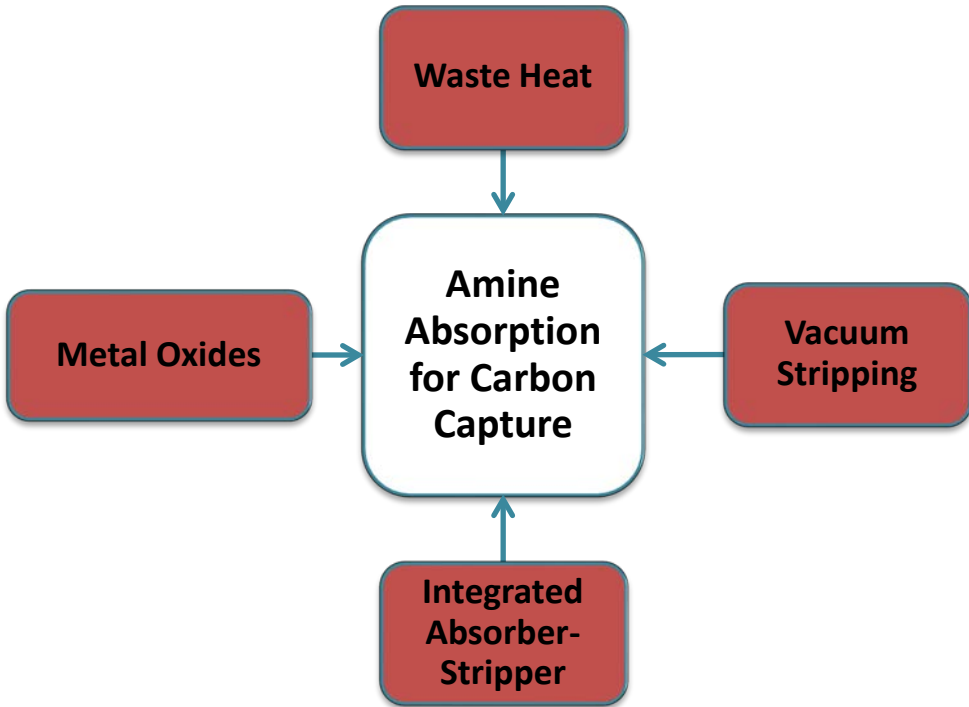 Waste Heat
Metal Oxides
Amine
Absorption
for Carbon
Capture
Vacuum
Stripping
Integrated
Absorber-
Stripper